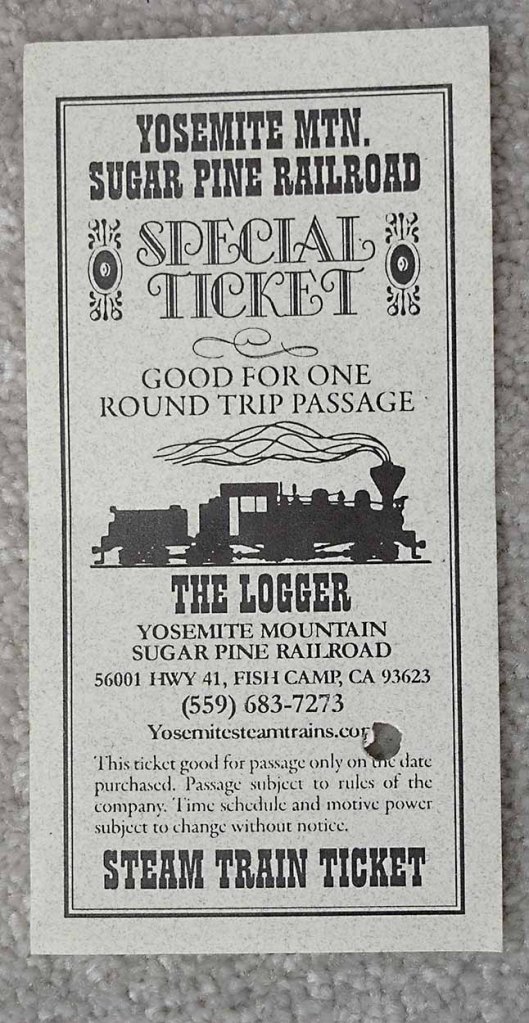 YOSEMITE MTN.
SUGAR PINE RAILROAD
SPECIAL
TICKET
GOOD FOR ONE
ROUND TRIP PASSAGE
THE LOGGER
YOSEMITE MOUNTAIN
SUGAR PINE RAILROAD
56001 HWY 41, FISH CAMP, CA 93623
(559) 683-7273
Yosemitesteamtrains.co
This ticket good for passage only on the date
purchased. Passage subject to rules of the
company. Time schedule and motive power
subject to change without notice.
STEAM TRAIN TICKET